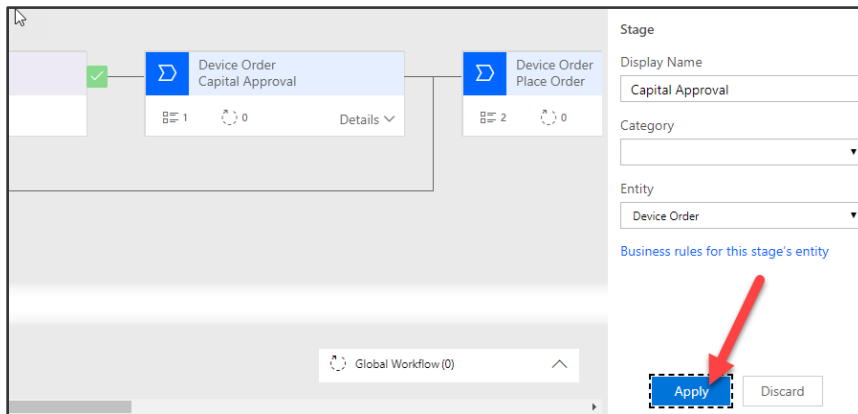 Device Order
Capital Approval
1
0
Details
Device Order
Place Order
2
0
Global Workflow (0)
Stage
Display Name
Capital Approval
Category
Entity
Device Order
Business rules for this stage's entity
Apply
Discard